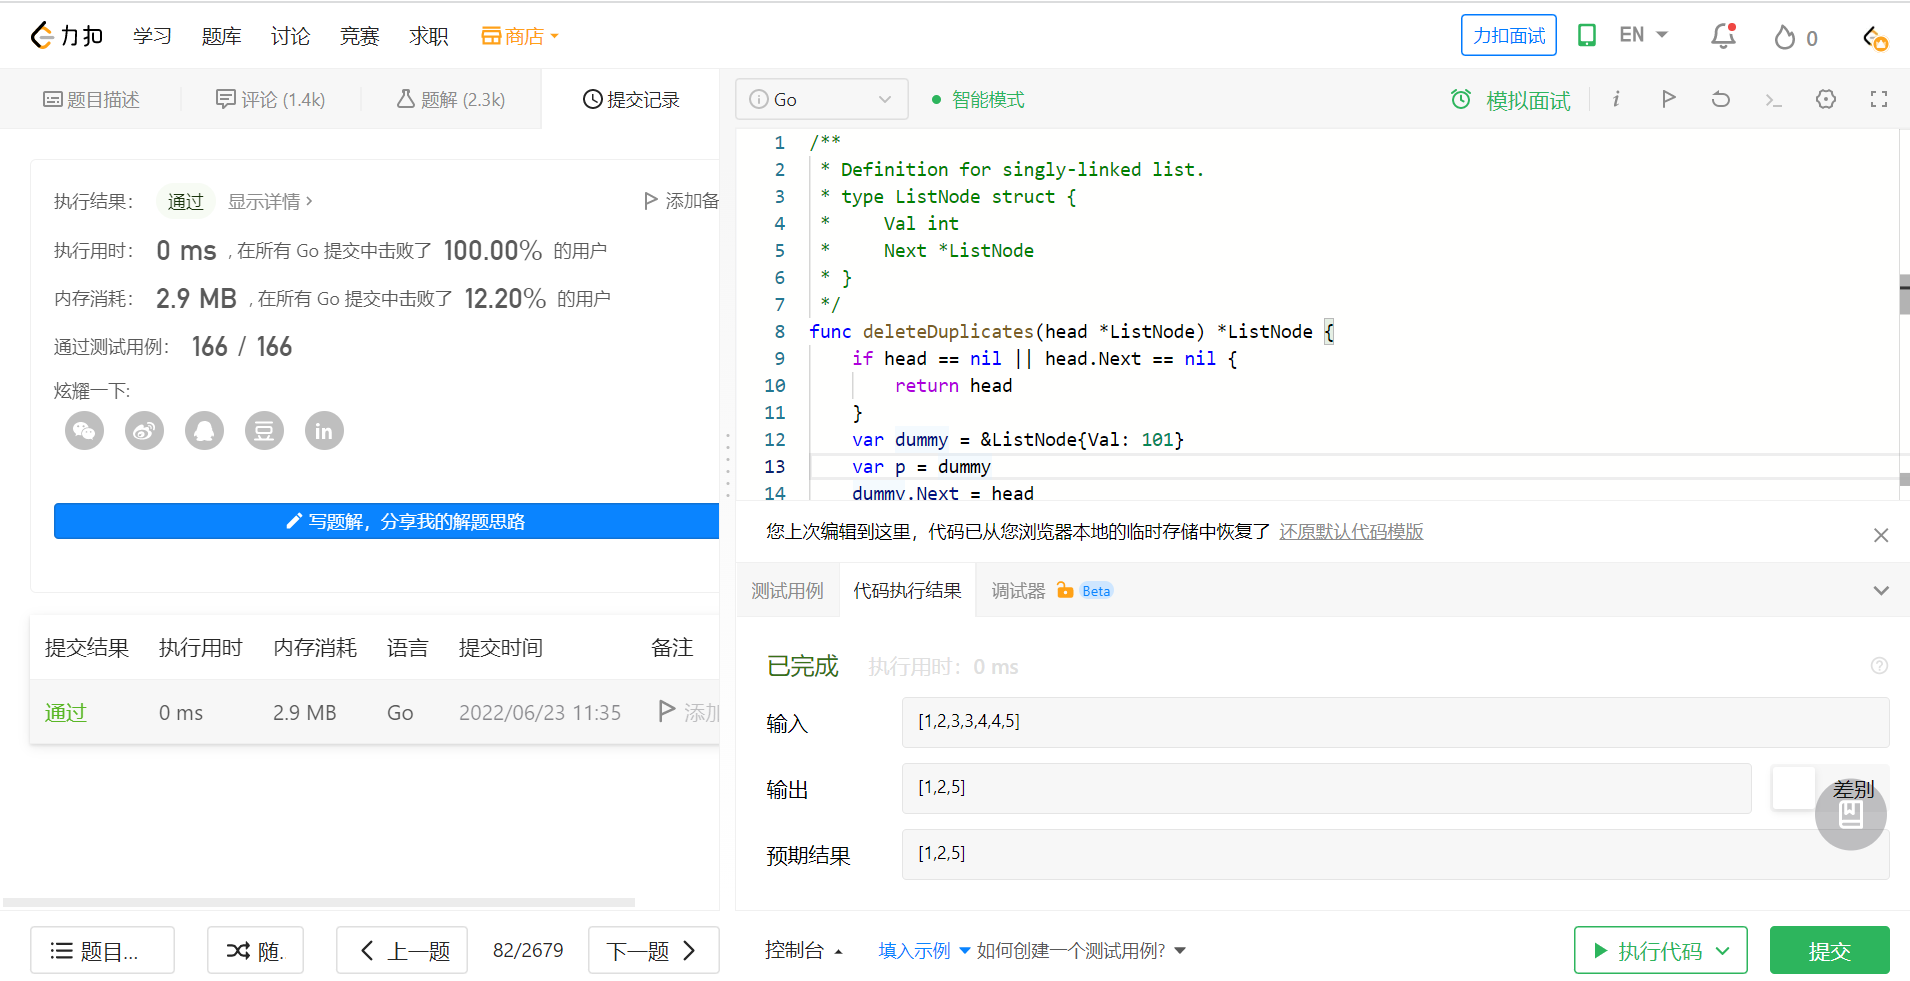 力扣 学习 题库 讨论 竞赛 求职 商店 力扣面试 EN 0
题目描述 评论 (1.4k) 题解 (2.3k) 提交记录
执行结果： 通过 显示详情 > 添加备
执行用时： 0 ms , 在所有 Go 提交中击败了 100.00% 的用户
内存消耗： 2.9 MB , 在所有 Go 提交中击败了 12.20% 的用户
通过测试用例： 166 / 166
炫耀一下:
豆 in
写题解，分享我的解题思路
提交结果 执行用时 内存消耗 语言 提交时间 备注
通过 0 ms 2.9 MB Go 2022/06/23 11:35 添加
题目... 随. 上一题 82/2679 下一题
Go 智能模式 模拟面试 i
1 /**
2  * Definition for singly-linked list.
3  * type ListNode struct {
4  *     Val int
5  *     Next *ListNode
6  * }
7  */
8 func deleteDuplicates(head *ListNode) *ListNode {
9     if head == nil || head.Next == nil {
10         return head
11     }
12     var dummy = &ListNode{Val: 101}
13     var p = dummy
14     dummy.Next = head
您上次编辑到这里，代码已从您浏览器本地的临时存储中恢复了 还原默认代码模版
测试用例 代码执行结果 调试器 Beta
已完成 执行用时：0 ms
输入 [1,2,3,3,4,4,5]
输出 [1,2,5] 差别
预期结果 [1,2,5]
控制台 填入示例 如何创建一个测试用例? 执行代码 提交